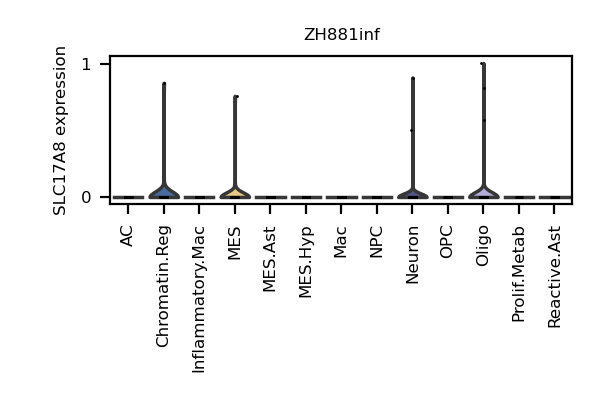 ZH881inf
SLC17A8 expression
1
0
AC
Chromatin.Reg
Inflammatory.Mac
MES
MES.Ast
MES.Hyp
Mac
NPC
Neuron
OPC
Oligo
Prolif.Metab
Reactive.Ast